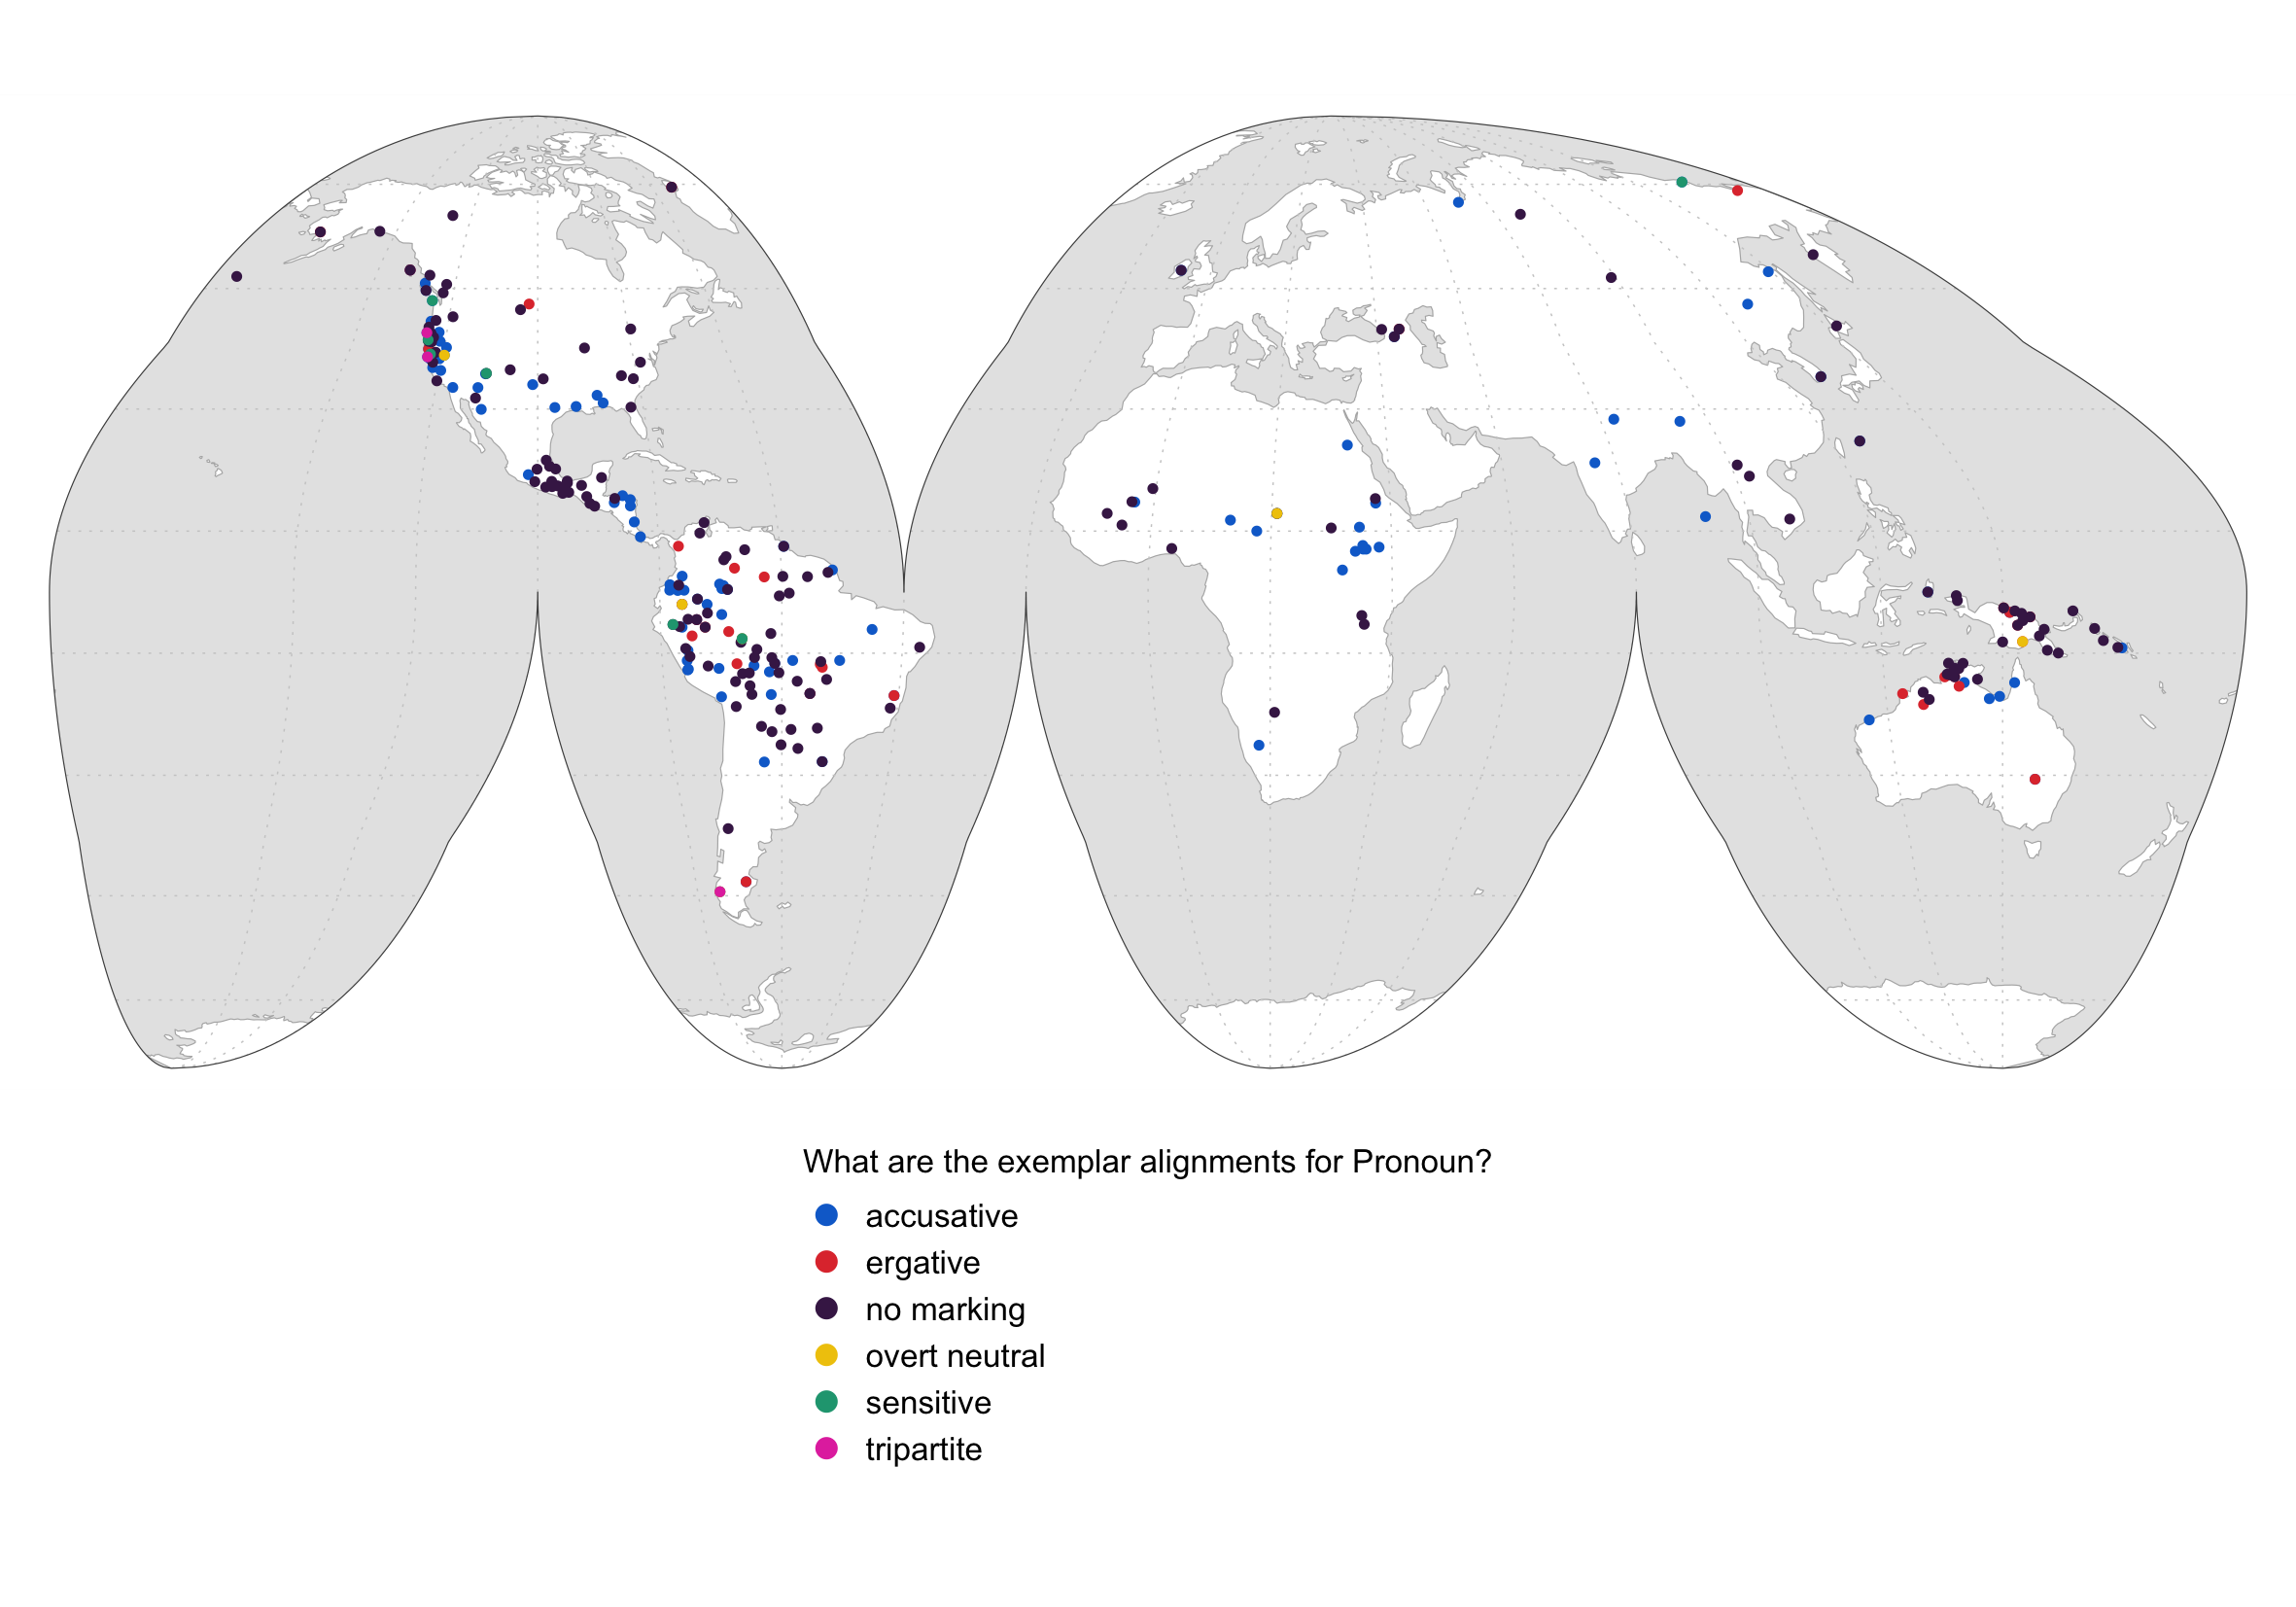 What are the exemplar alignments for Pronoun?
accusative
ergative
no marking
overt neutral
sensitive
tripartite